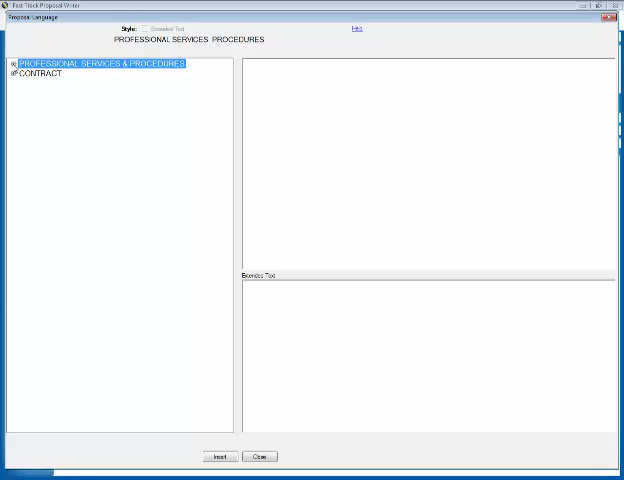 Fast Track Proposal Writer
Proposal Language
Style: Extended Text Help
PROFESSIONAL SERVICES PROCEDURES
PROFESSIONAL SERVICES & PROCEDURES
CONTRACT
Extended Text
Insert Close